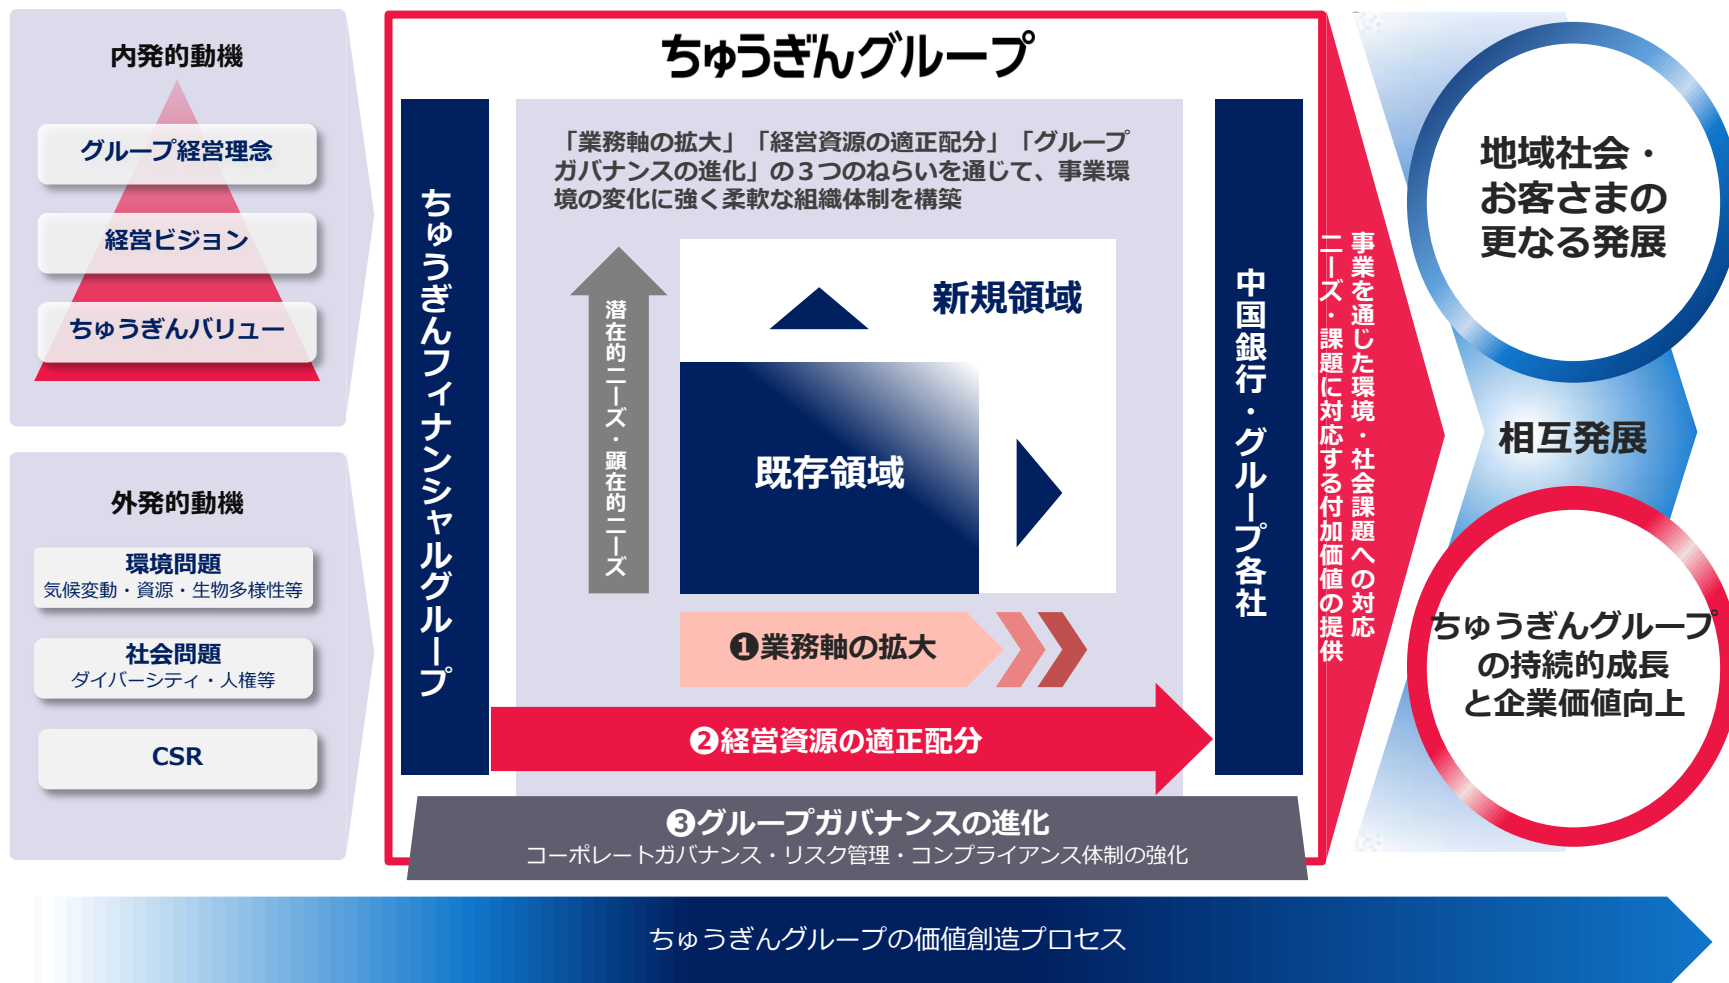 内発的動機
グループ経営理念
経営ビジョン
ちゅうぎんバリュー
外発的動機
環境問題
気候変動・資源・生物多様性等
社会問題
ダイバーシティ・人権等
CSR
ちゅうぎんグループ
ちゅうぎんフィナンシャルグループ
「業務軸の拡大」「経営資源の適正配分」「グループ
ガバナンスの進化」の３つのねらいを通じて、事業環
境の変化に強く柔軟な組織体制を構築
潜在的ニーズ・顕在的ニーズ
新規領域
既存領域
❶業務軸の拡大
❷経営資源の適正配分
❸グループガバナンスの進化
コーポレートガバナンス・リスク管理・コンプライアンス体制の強化
中国銀行・グループ各社
事業を通じた環境・社会課題への対応
ニーズ・課題に対応する付加価値の提供
地域社会・
お客さまの
更なる発展
相互発展
ちゅうぎんグループ
の持続的成長
と企業価値向上
ちゅうぎんグループの価値創造プロセス